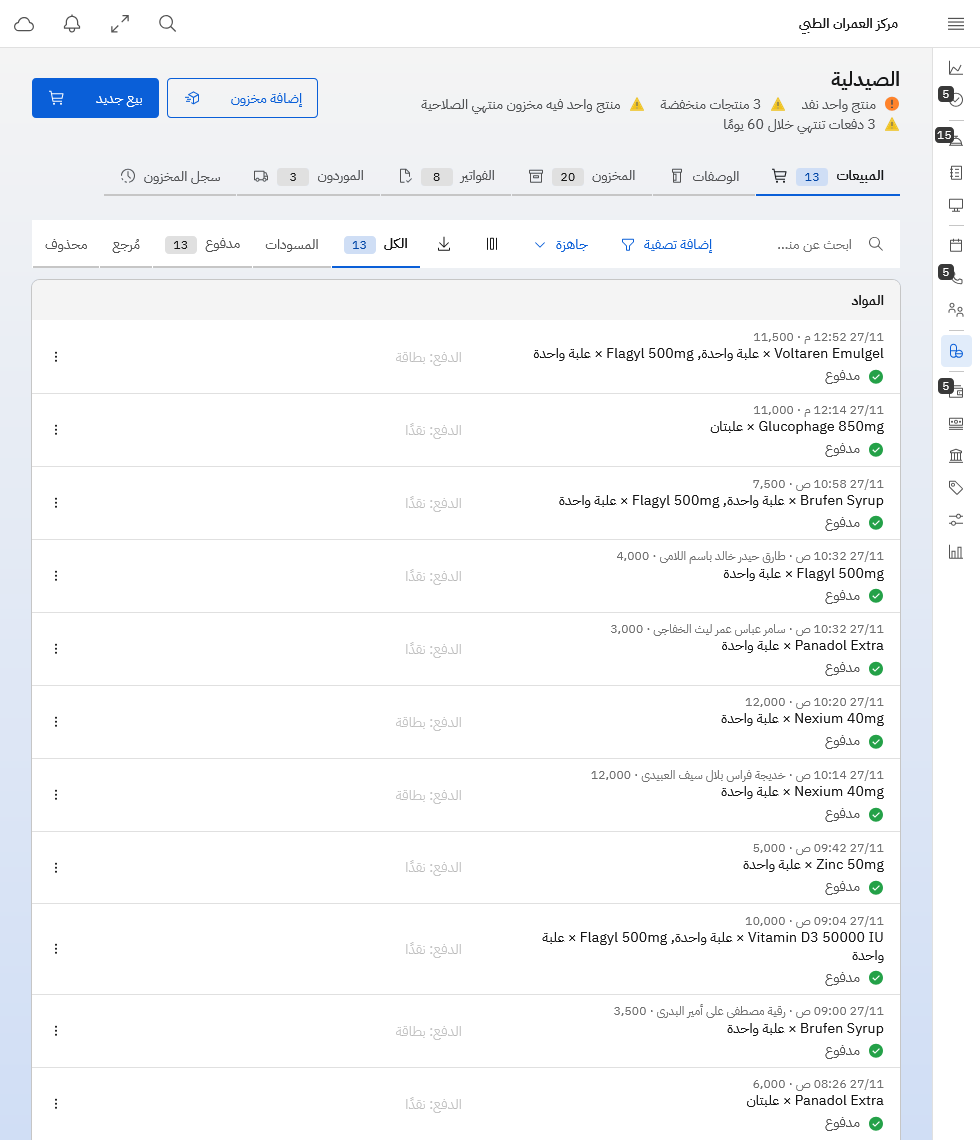 مركز العمران الطبي
5
15
5
5
الصيدلية
منتج واحد نفد
3 منتجات منخفضة
منتج واحد فيه مخزون منتهي الصلاحية
3 دفعات تنتهي خلال 60 يومًا
إضافة مخزون
بيع جديد
المبيعات 13
الوصفات
المخزون 20
الفواتير 8
الموردون 3
سجل المخزون
ابحث عن منـ...
إضافة تصفية
جاهزة
الكل 13
المسودات
مدفوع 13
مُرجع
محذوف
المواد
27/11 12:52 م · 11,500
Voltaren Emulgel × علبة واحدة, Flagyl 500mg × علبة واحدة
مدفوع
الدفع: بطاقة
27/11 12:14 م · 11,000
Glucophage 850mg × علبتان
مدفوع
الدفع: نقدًا
27/11 10:58 ص · 7,500
Brufen Syrup × علبة واحدة, Flagyl 500mg × علبة واحدة
مدفوع
الدفع: نقدًا
27/11 10:32 ص · طارق حيدر خالد باسم اللامي · 4,000
Flagyl 500mg × علبة واحدة
مدفوع
الدفع: نقدًا
27/11 10:32 ص · سامر عباس عمر ليث الخفاجي · 3,000
Panadol Extra × علبة واحدة
مدفوع
الدفع: نقدًا
27/11 10:20 ص · 12,000
Nexium 40mg × علبة واحدة
مدفوع
الدفع: بطاقة
27/11 10:14 ص · خديجة فراس بلال سيف العبيدي · 12,000
Nexium 40mg × علبة واحدة
مدفوع
الدفع: بطاقة
27/11 09:42 ص · 5,000
Zinc 50mg × علبة واحدة
مدفوع
الدفع: نقدًا
27/11 09:04 ص · 10,000
Vitamin D3 50000 IU × علبة واحدة, Flagyl 500mg × علبة
واحدة
مدفوع
الدفع: نقدًا
27/11 09:00 ص · رقية مصطفى علي أمير البدري · 3,500
Brufen Syrup × علبة واحدة
مدفوع
الدفع: بطاقة
27/11 08:26 ص · 6,000
Panadol Extra × علبتان
مدفوع
الدفع: نقدًا